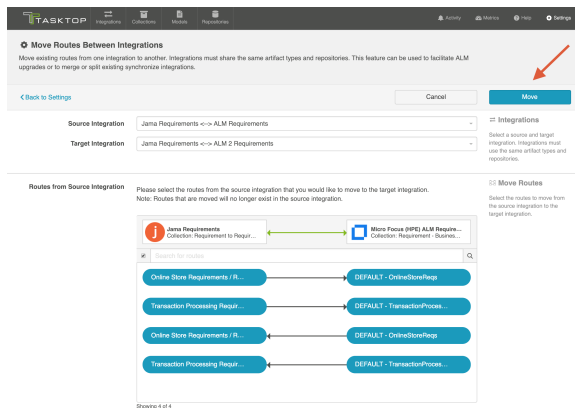 TASKTOP
Integrations
Collections
Models
Repositories
Activity
Metrics
Help
Settings
Move Routes Between Integrations
Move existing routes from one integration to another. Integrations must share the same artifact types and repositories. This feature can be used to facilitate ALM
upgrades or to merge or split existing synchronize integrations.
Back to Settings
Cancel
Move
Source Integration
Jama Requirements <--> ALM Requirements
Target Integration
Jama Requirements <--> ALM 2 Requirements
Integrations
Select a source and target
integration. Integrations must
use the same artifact types and
repositories.
Routes from Source Integration
Please select the routes from the source integration that you would like to move to the target integration.
Note: Routes that are moved will no longer exist in the source integration.
Move Routes
Select the routes to move from
the source integration to the
target integration.
Jama Requirements
Collection: Requirement to Requir...
Micro Focus (HPE) ALM Require...
Collection: Requirement - Busines...
Search for routes
Online Store Requirements / R...
DEFAULT - OnlineStoreReqs
Transaction Processing Requir...
DEFAULT - TransactionProces...
Online Store Requirements / R...
DEFAULT - OnlineStoreReqs
Transaction Processing Requir...
DEFAULT - TransactionProces...
Showing 4 of 4